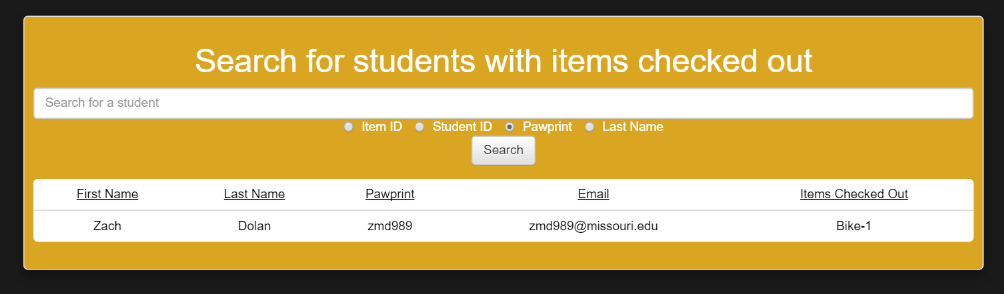 Search for students with items checked out
Search for a student
Item ID Student ID Pawprint Last Name
Search
First Name Last Name Pawprint Email Items Checked Out
Zach Dolan zmd989 zmd989@missouri.edu Bike-1